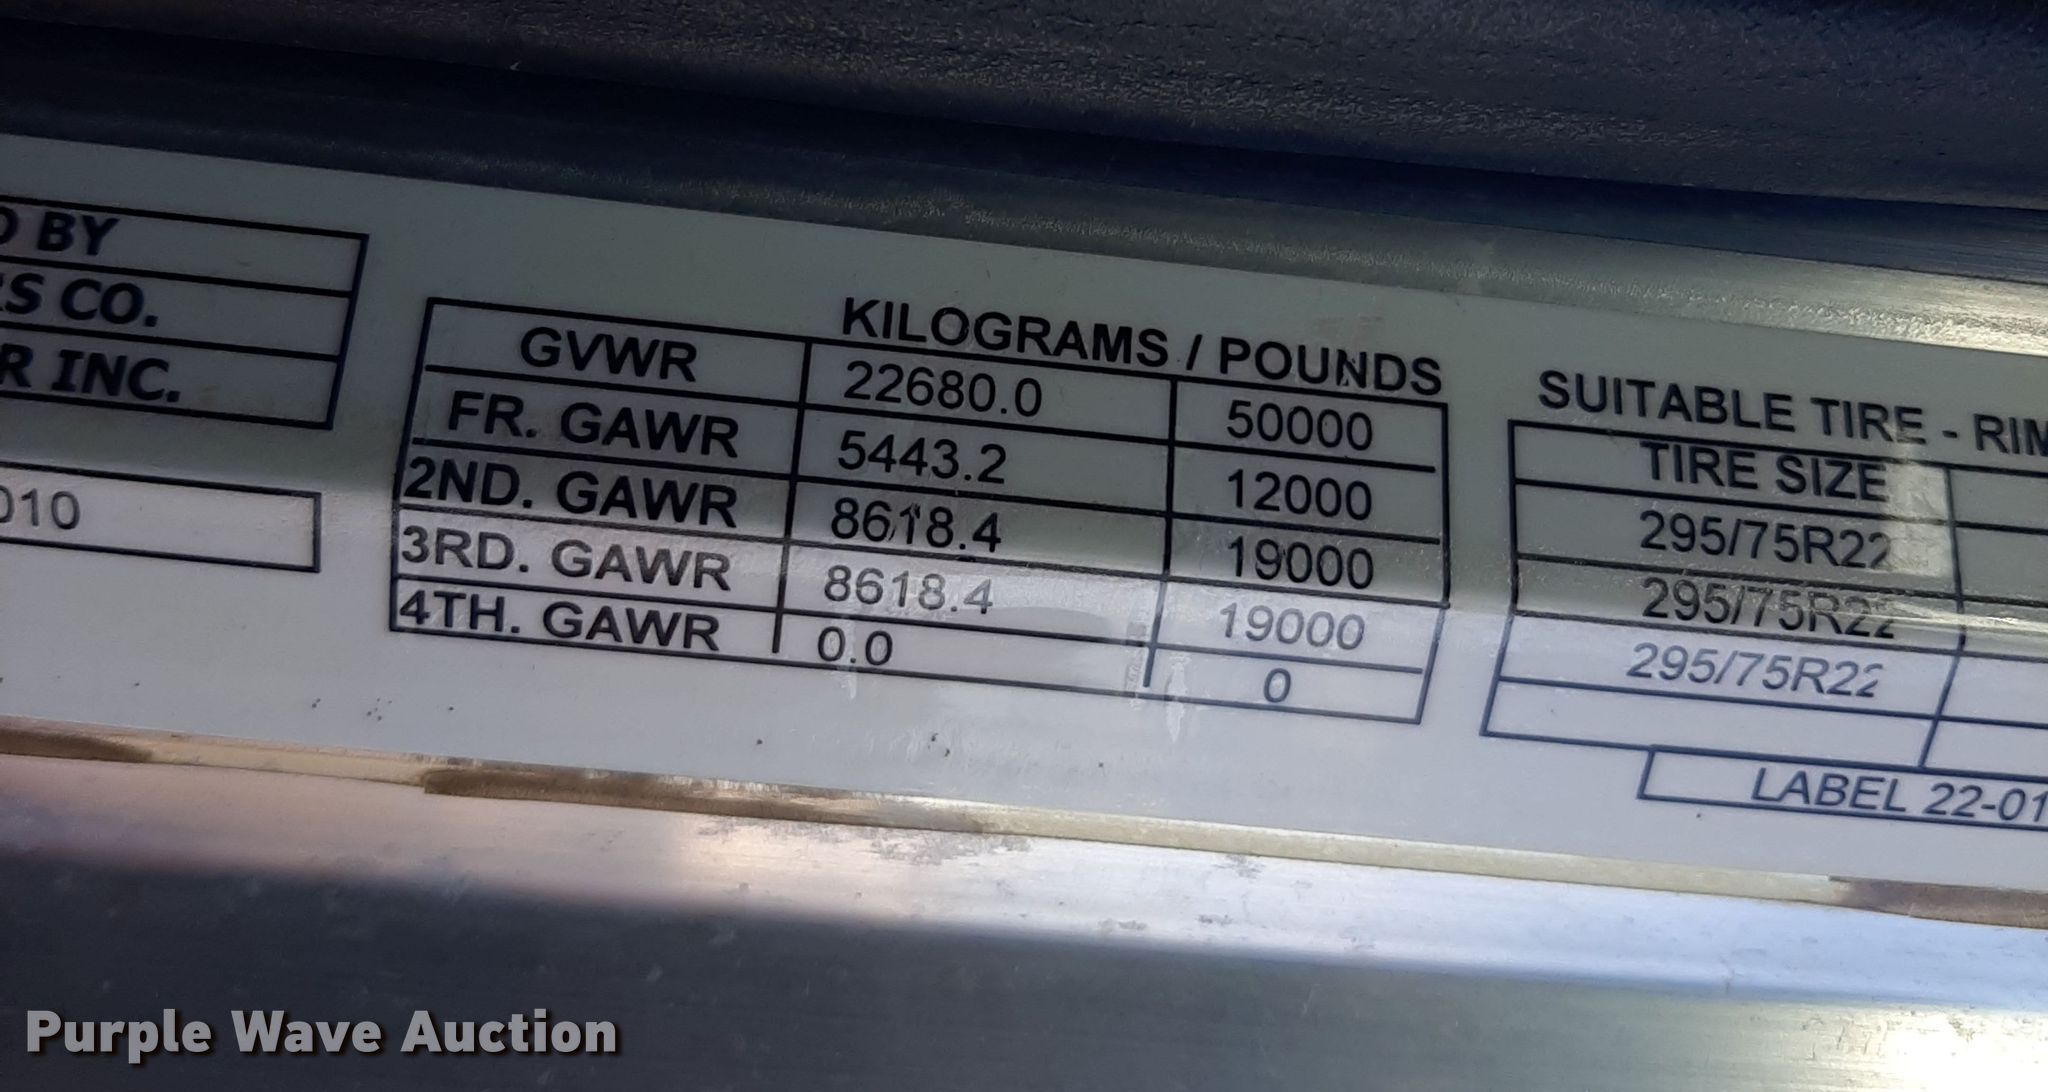 BY
S CO.
R INC.
010
KILOGRAMS / POUNDS
GVWR 22680.0 50000
FR. GAWR 5443.2 12000
2ND. GAWR 8618.4 19000
3RD. GAWR 8618.4 19000
4TH. GAWR 0.0 0
SUITABLE TIRE - RIM
TIRE SIZE
295/75R22
295/75R22
295/75R22
LABEL 22-01
Purple Wave Auction